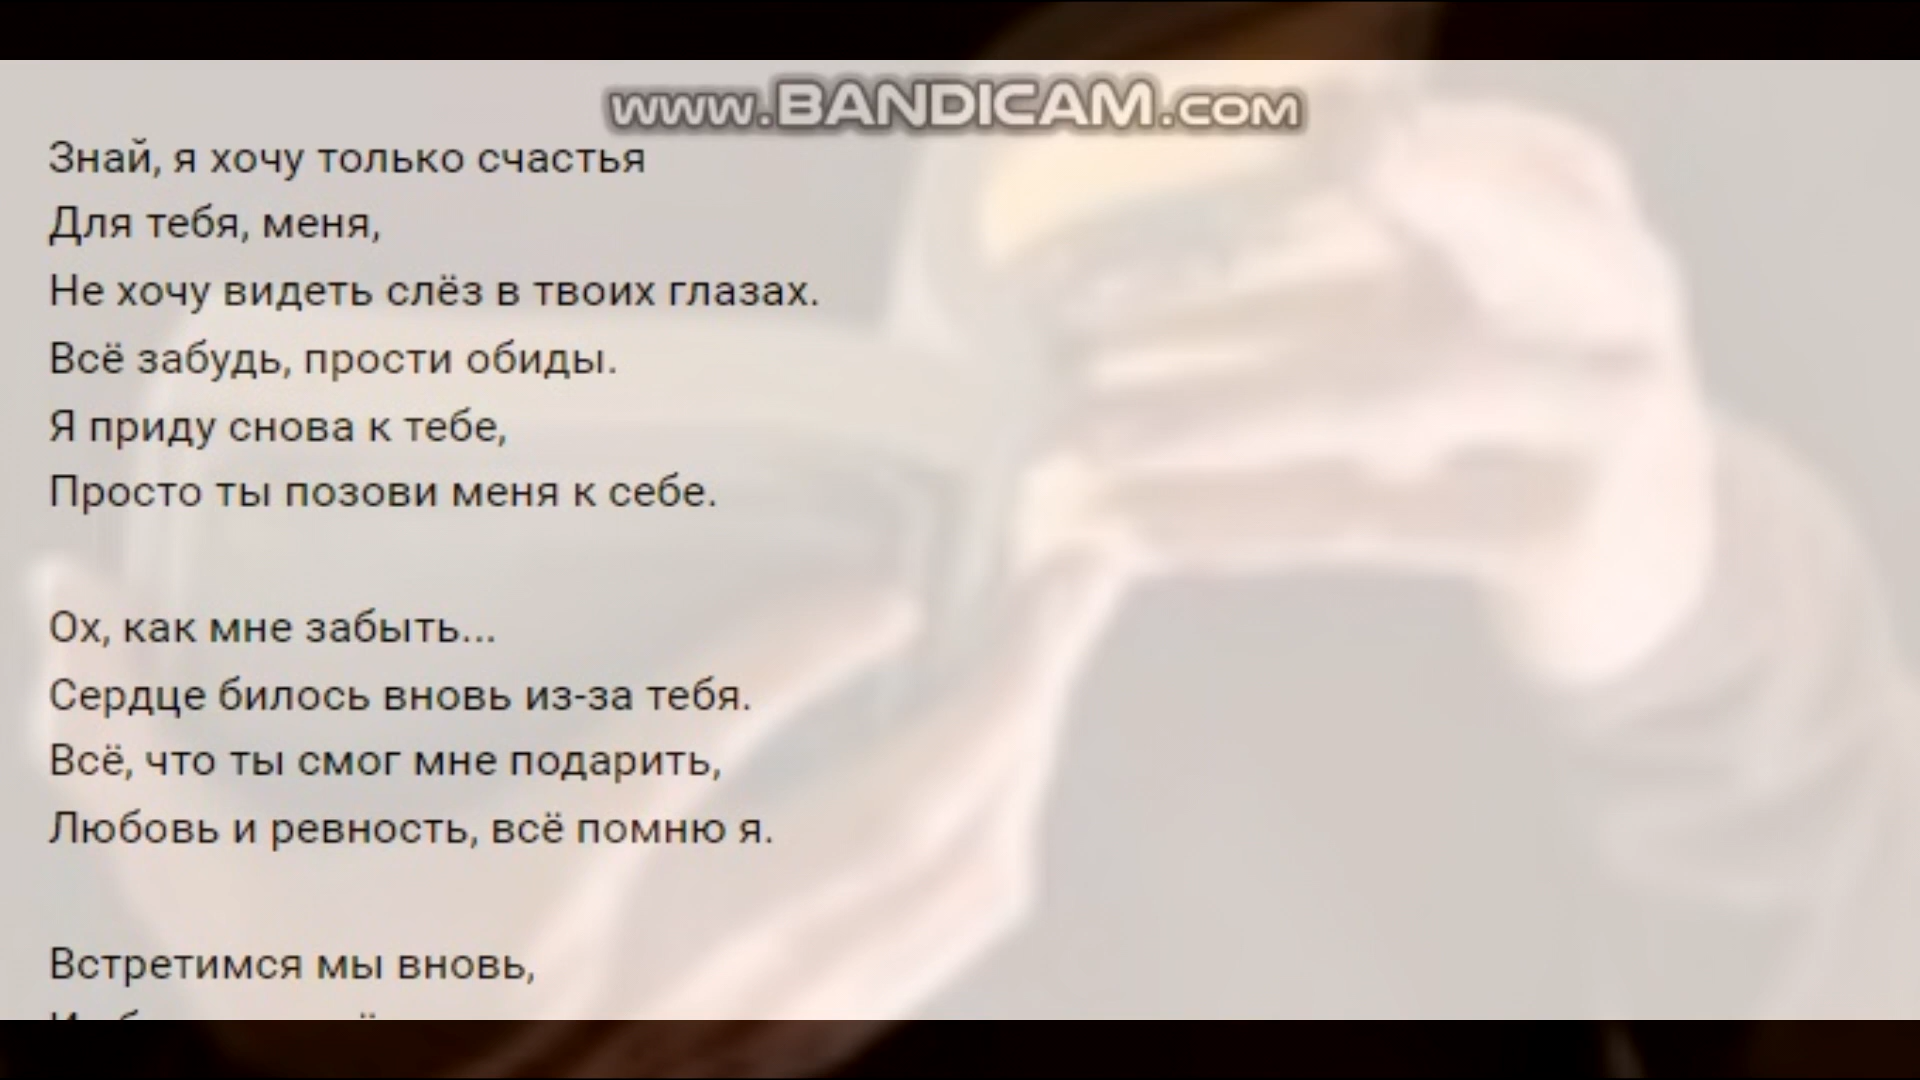 www.BANDICAM.com
Знай, я хочу только счастья
Для тебя, меня,
Не хочу видеть слёз в твоих глазах.
Всё забудь, прости обиды.
Я приду снова к тебе,
Просто ты позови меня к себе.
Ох, как мне забыть...
Сердце билось вновь из-за тебя.
Всё, что ты смог мне подарить,
Любовь и ревность, всё помню я.
Встретимся мы вновь,